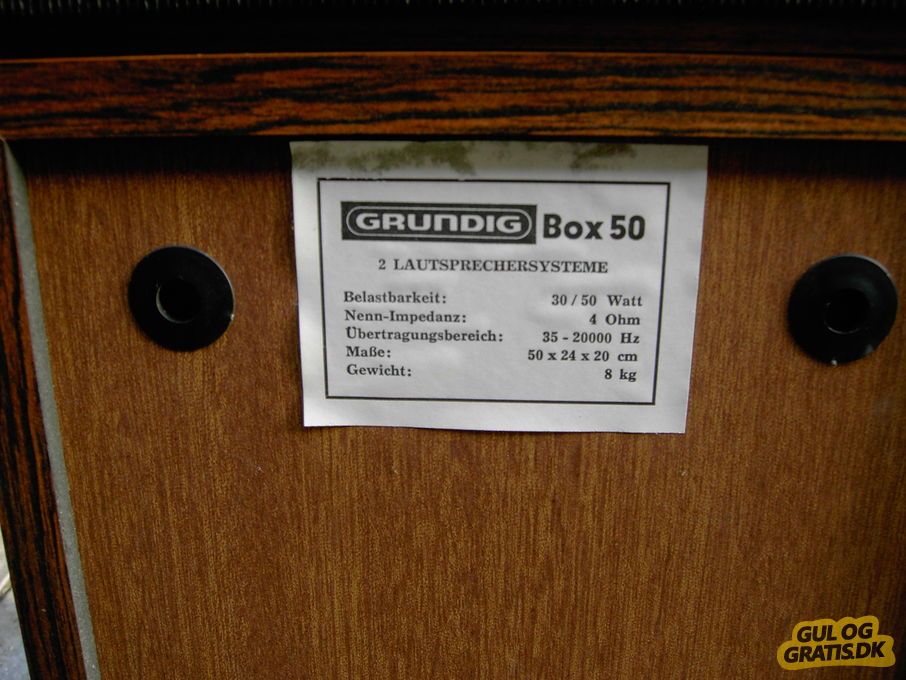 GRUNDIG Box 50
2 LAUTSPRECHERSYSTEME
Belastbarkeit: 30/50 Watt
Nenn-Impedanz: 4 Ohm
Übertragungsbereich: 35 - 20000 Hz
Maße: 50 x 24 x 20 cm
Gewicht: 8 kg
GUL OG
GRATIS.DK